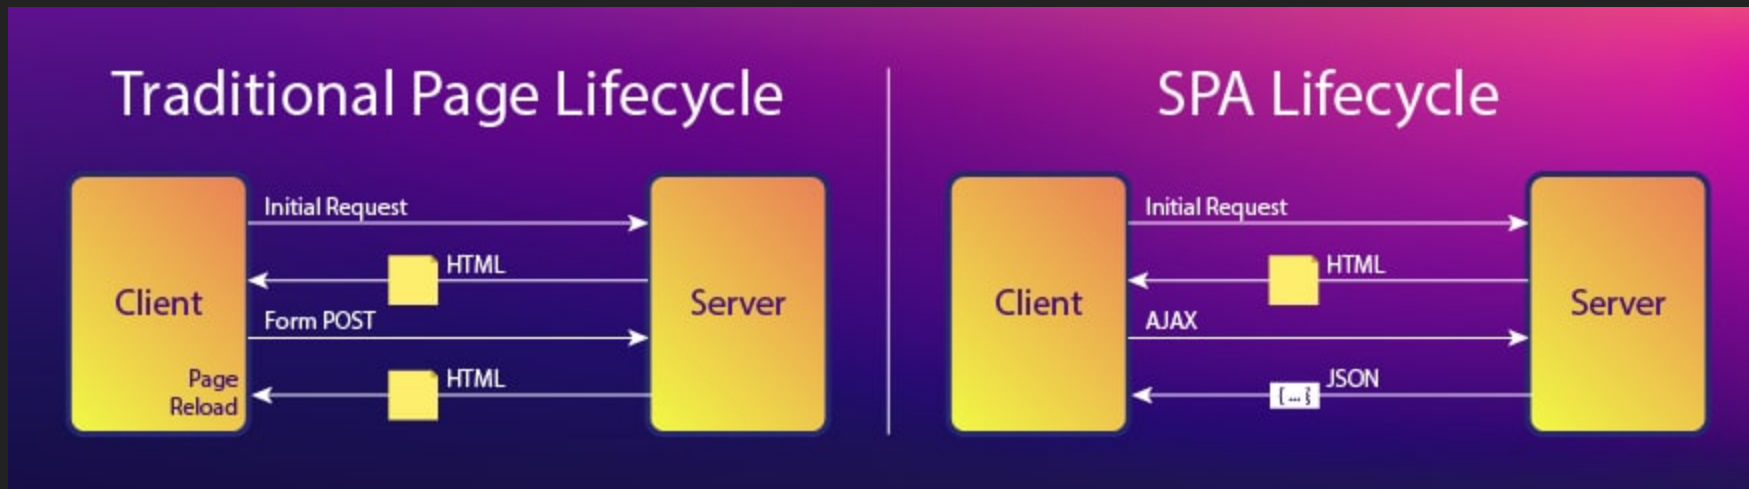 Traditional Page Lifecycle
Client
Initial Request
HTML
Form POST
HTML
Page
Reload
Server
SPA Lifecycle
Client
Initial Request
HTML
AJAX
JSON
{...}
Server